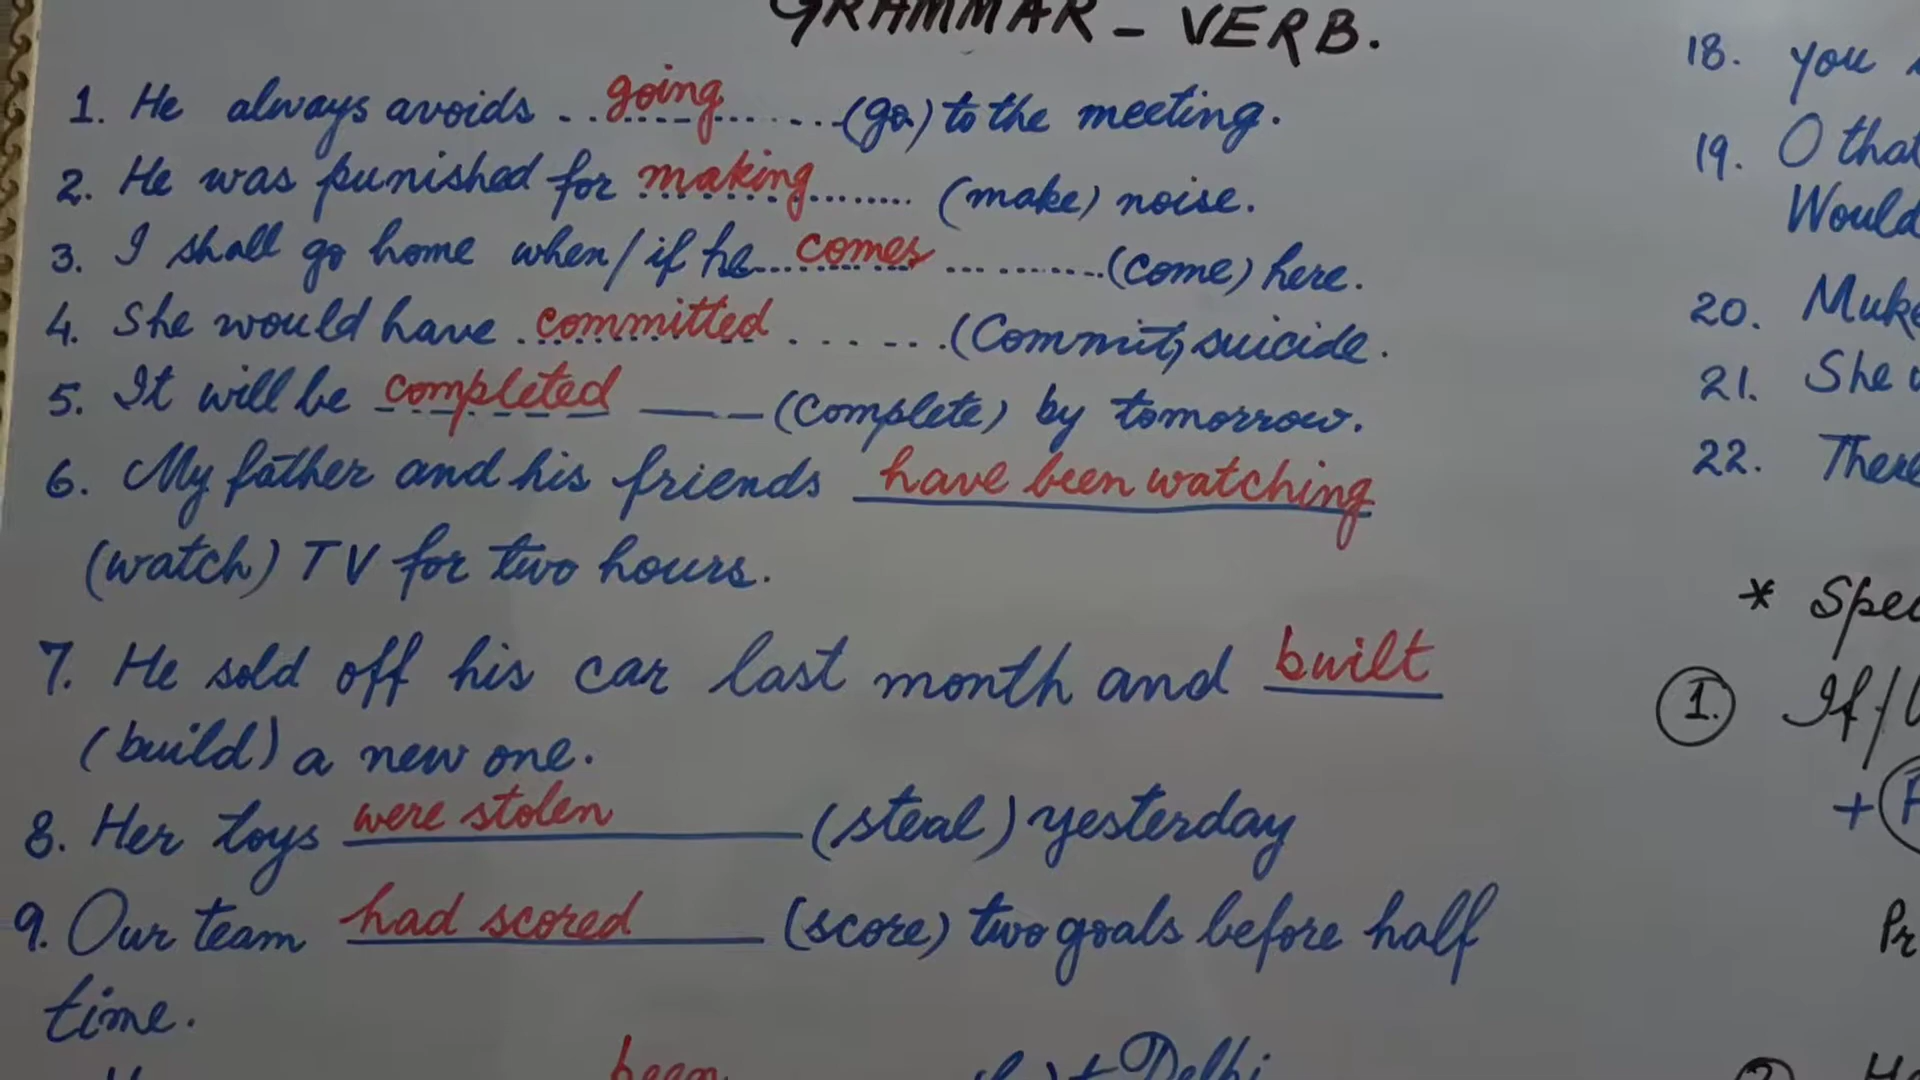 GRAMMAR - VERB.
1. He always avoids ..going........(go) to the meeting.
2. He was punished for making....... (make) noise.
3. I shall go home when/if he...comes...........(come) here.
4. She would have committed......(Commit) suicide.
5. It will be completed ____ (Complete) by tomorrow.
6. My father and his friends have been watching
(watch) TV for two hours.
7. He sold off his car last month and built
(build) a new one.
8. Her toys were stolen (steal) yesterday
9. Our team had scored (score) two goals before half
time.
been Delhi
18. you
19. O that
Would
20.
21. She
22. There
*
1. If/
+